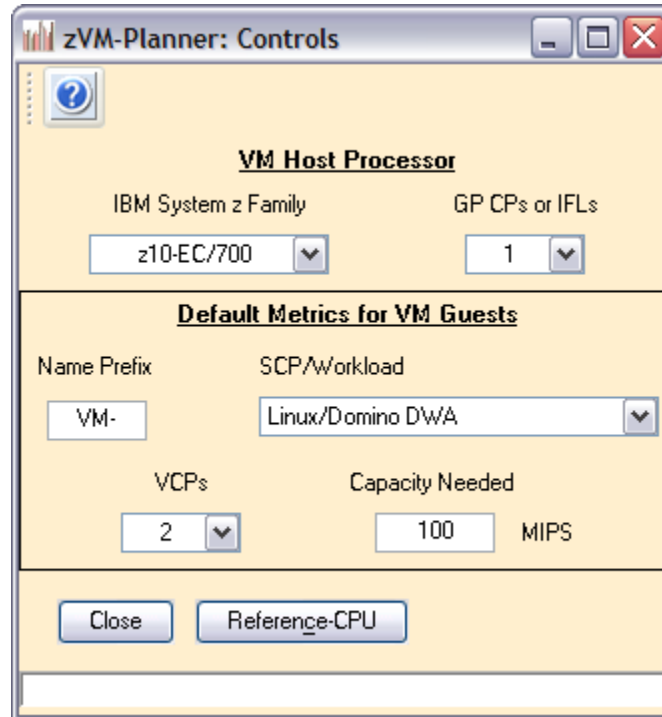 zVM-Planner: Controls
?
VM Host Processor
IBM System z Family GP CPs or IFLs
z10-EC/700 1
Default Metrics for VM Guests
Name Prefix SCP/Workload
VM- Linux/Domino DWA
VCPs Capacity Needed
2 100 MIPS
Close Reference-CPU